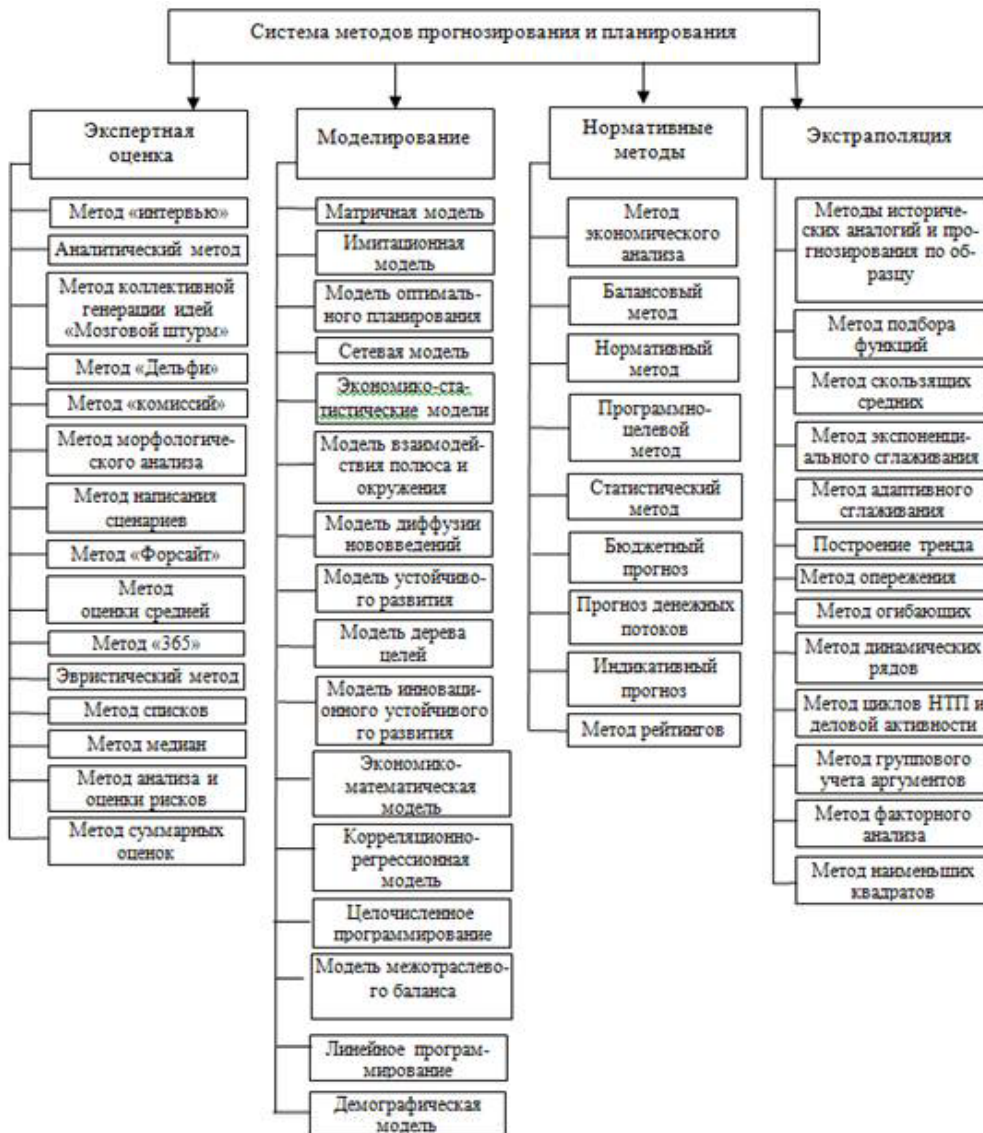 Система методов прогнозирования и планирования
Экспертная
оценка
Метод «интервью»
Аналитический метод
Метод коллективной
генерации идей
«Мозговой штурм»
Метод «Дельфи»
Метод «комиссий»
Метод морфологиче-
ского анализа
Метод написания
сценариев
Метод «Форсайт»
Метод
оценки средней
Метод «365»
Эвристический метод
Метод списков
Метод медиан
Метод анализа и
оценки рисков
Метод суммарных
оценок
Моделирование
Матричная модель
Имитационная
модель
Модель оптималь-
ного планирования
Сетевая модель
Экономико-ста-
тистические модели
Модель взаимодей-
ствия полюса и
окружения
Модель диффузии
нововведений
Модель устойчиво-
го развития
Модель дерева
целей
Модель инноваци-
онного устойчивого
го развития
Экономико-
математическая
модель
Корреляционно-
регрессионная
модель
Целочисленное
программирование
Модель межотраслево-
го баланса
Линейное програм-
мирование
Демографическая
модель
Нормативные
методы
Метод
экономического
анализа
Балансовый
метод
Нормативный
метод
Программно-
целевой
метод
Статистический
метод
Бюджетный
прогноз
Прогноз денежных
потоков
Индикативный
прогноз
Метод рейтингов
Экстраполяция
Методы историче-
ских аналогий и про-
гнозирования по об-
разцу
Метод подбора
функций
Метод скользящих
средних
Метод экспоненци-
ального сглаживания
Метод адаптивного
сглаживания
Построение тренда
Метод опережения
Метод огибающих
Метод динамических
рядов
Метод циклов НТП и
деловой активности
Метод группового
учета аргументов
Метод факторного
анализа
Метод наименьших
квадратов